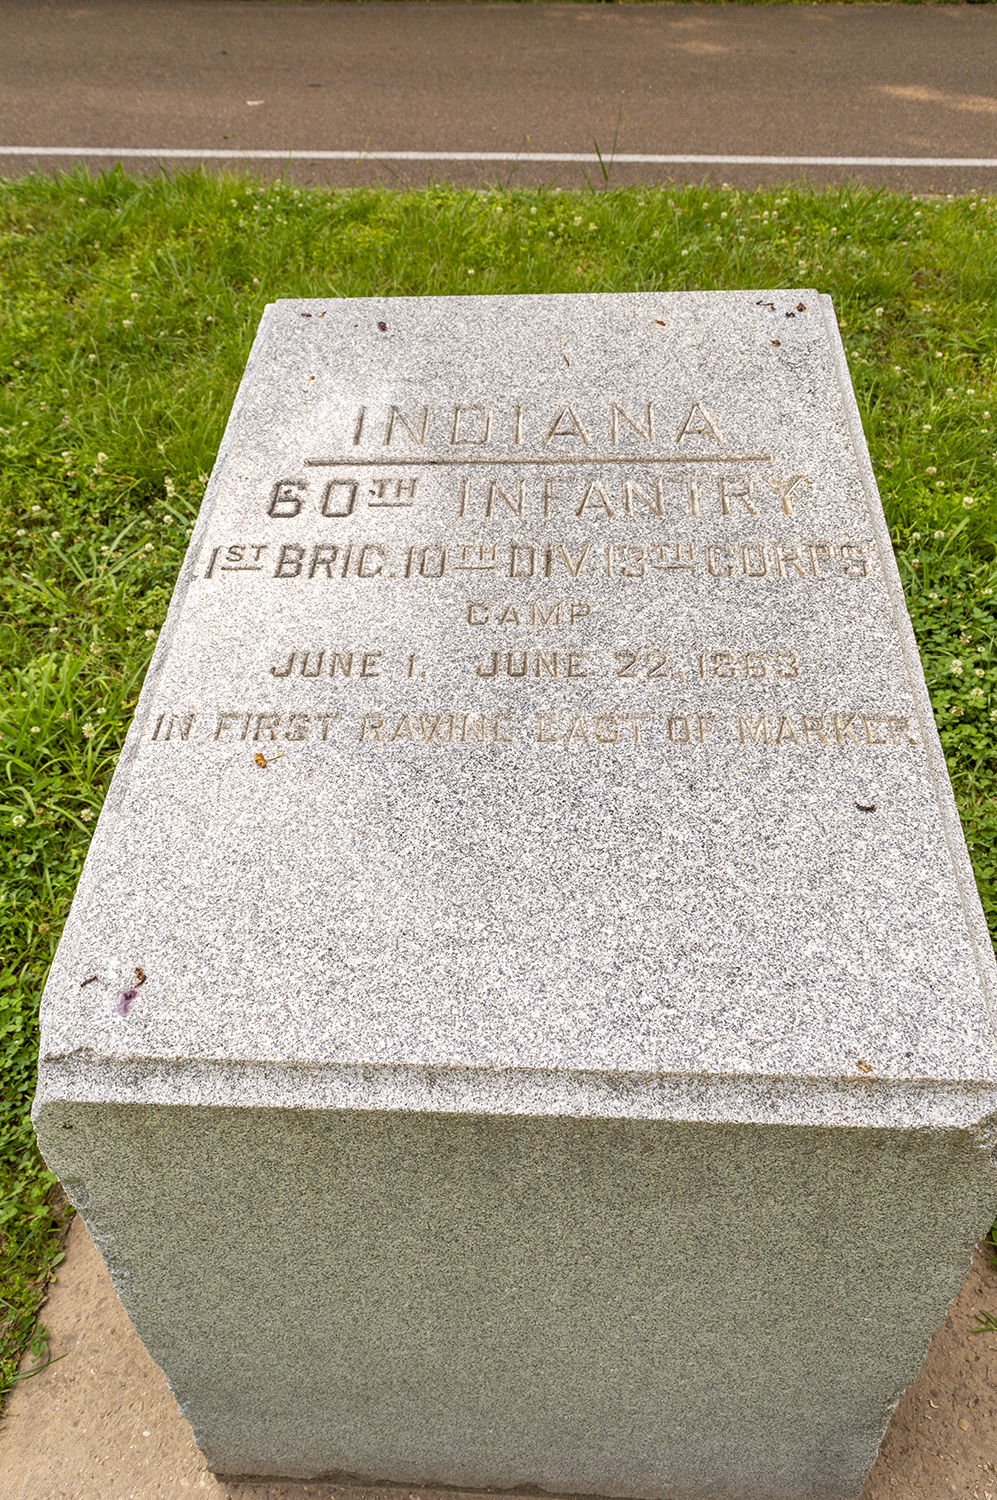 INDIANA
60TH INFANTRY
1ST BRIG. 10TH DIV. 13TH CORPS
CAMP
JUNE 1. JUNE 22, 1863
IN FIRST RAVINE EAST OF MARKER.